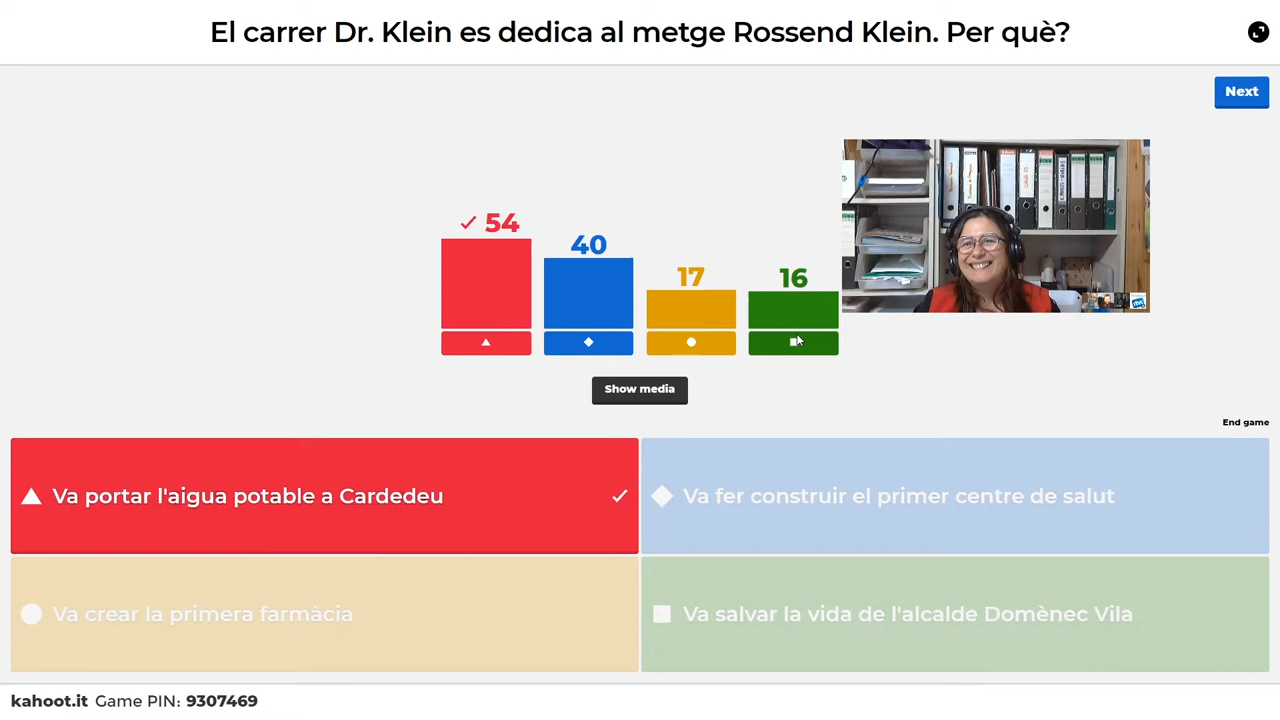 El carrer Dr. Klein es dedica al metge Rossend Klein. Per què?
Next
54
40
17
16
Show media
End game
Va portar l'aigua potable a Cardedeu
Va fer construir el primer centre de salut
Va crear la primera farmàcia
Va salvar la vida de l'alcalde Domènec Vila
kahoot.it Game PIN: 9307469